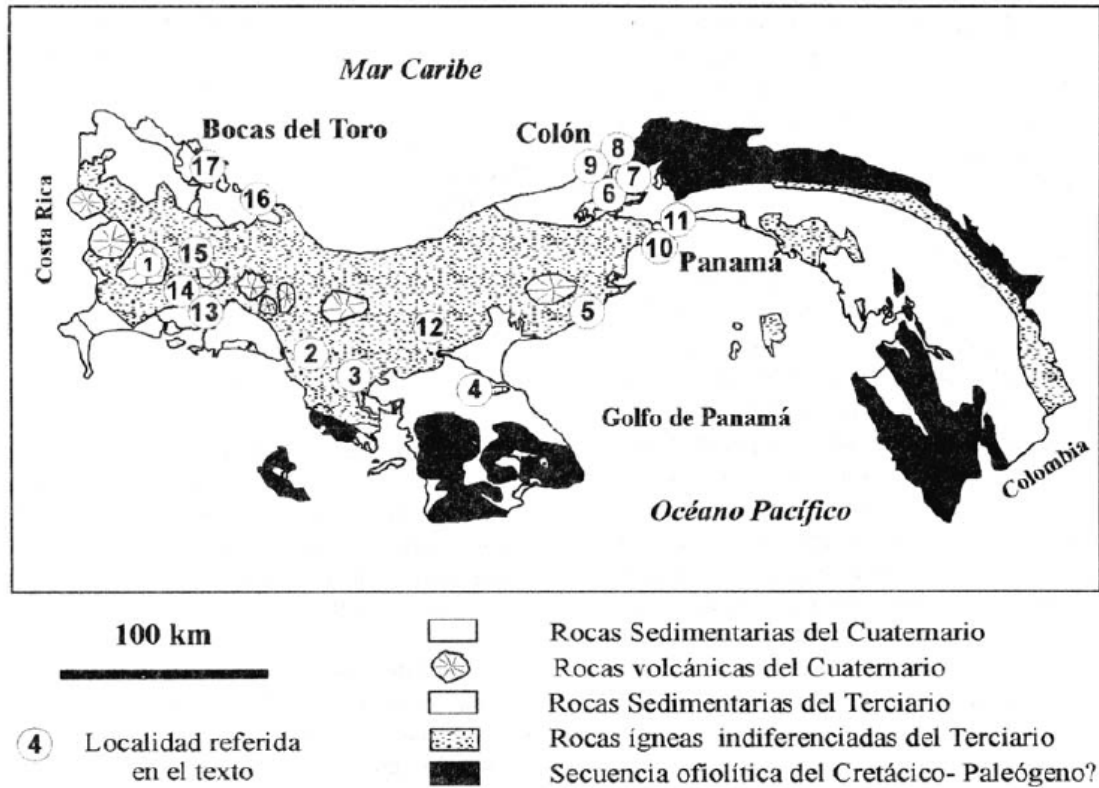 Mar Caribe
Bocas del Toro
Colón
8
9
17
7
16
6
Costa Rica
11
15
10
1
Panamá
14
13
5
12
2
3
4
Golfo de Panamá
Colombia
Océano Pacífico
100 km
Rocas Sedimentarias del Cuaternario
Rocas volcánicas del Cuaternario
Rocas Sedimentarias del Terciario
4 Localidad referida
en el texto
Rocas ígneas indiferenciadas del Terciario
Secuencia ofiolítica del Cretácico- Paleógeno?